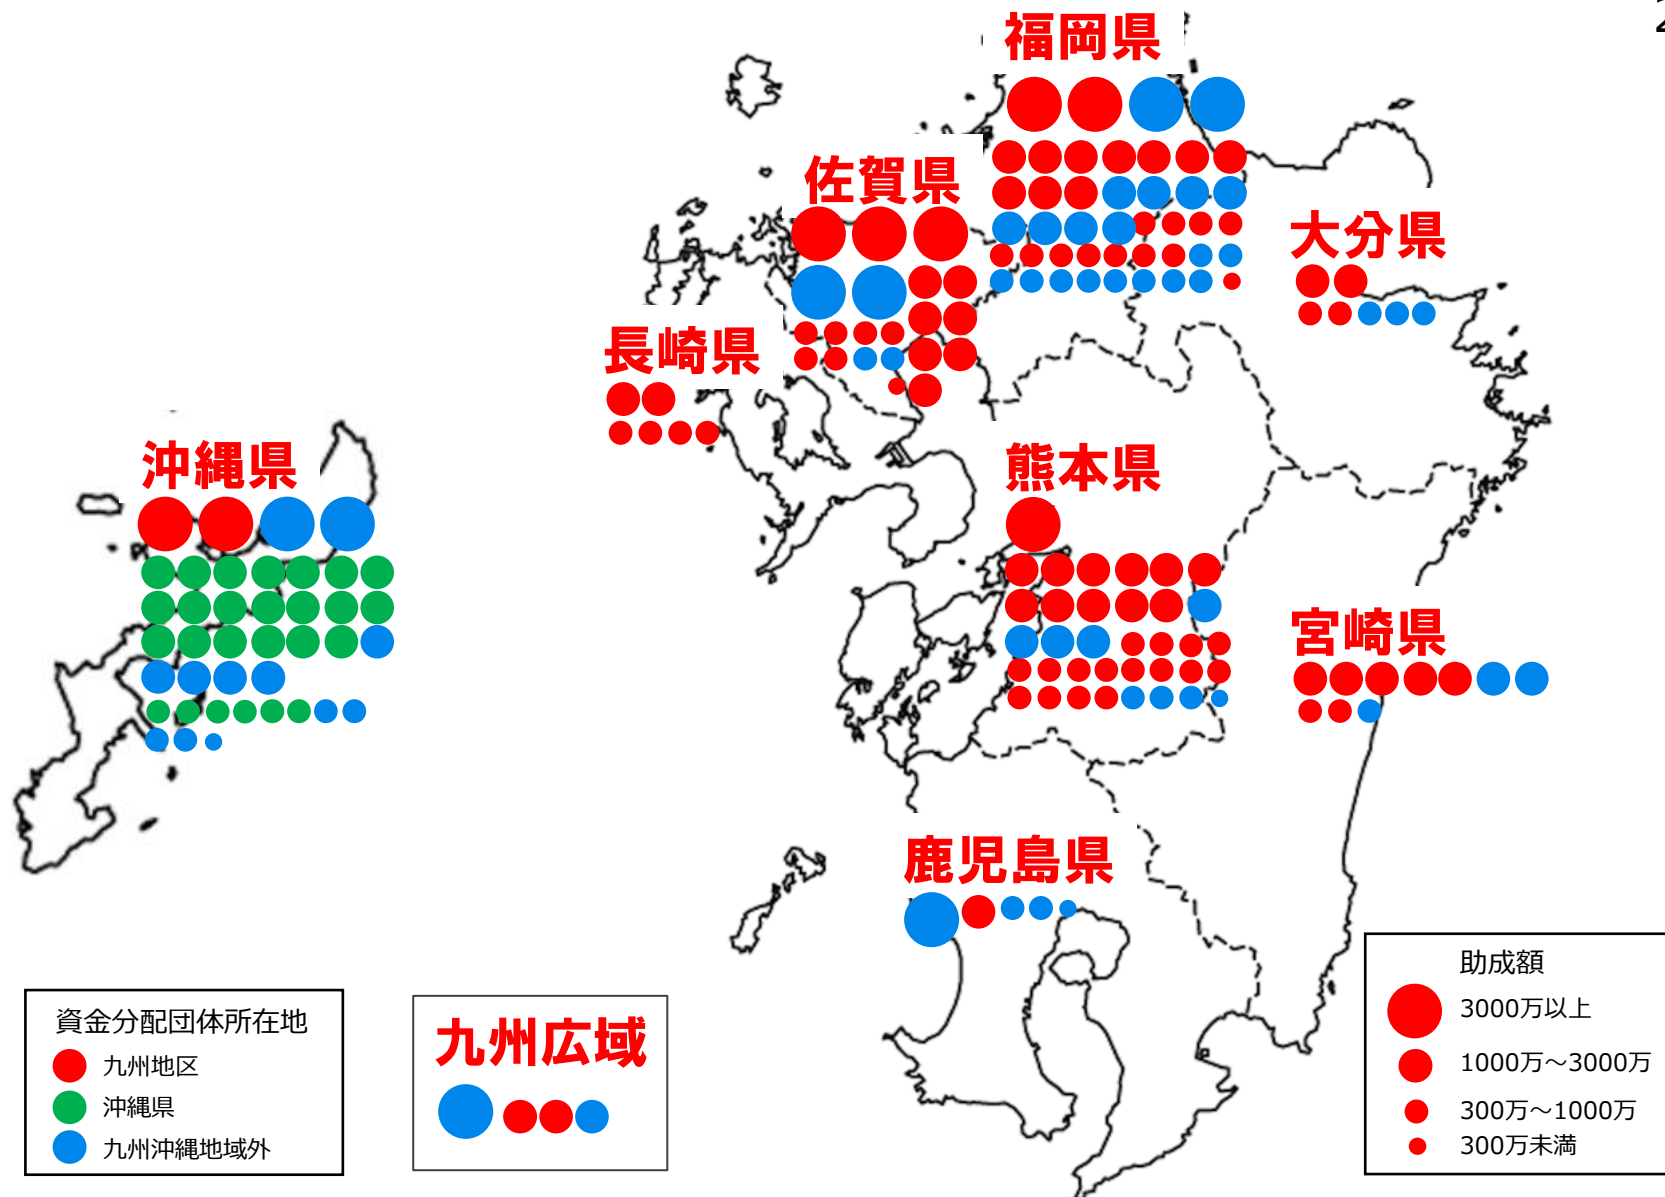 2
福岡県
佐賀県
大分県
長崎県
沖縄県
熊本県
宮崎県
鹿児島県
九州広域
資金分配団体所在地
九州地区
沖縄県
九州沖縄地域外
助成額
3000万以上
1000万～3000万
300万～1000万
300万未満